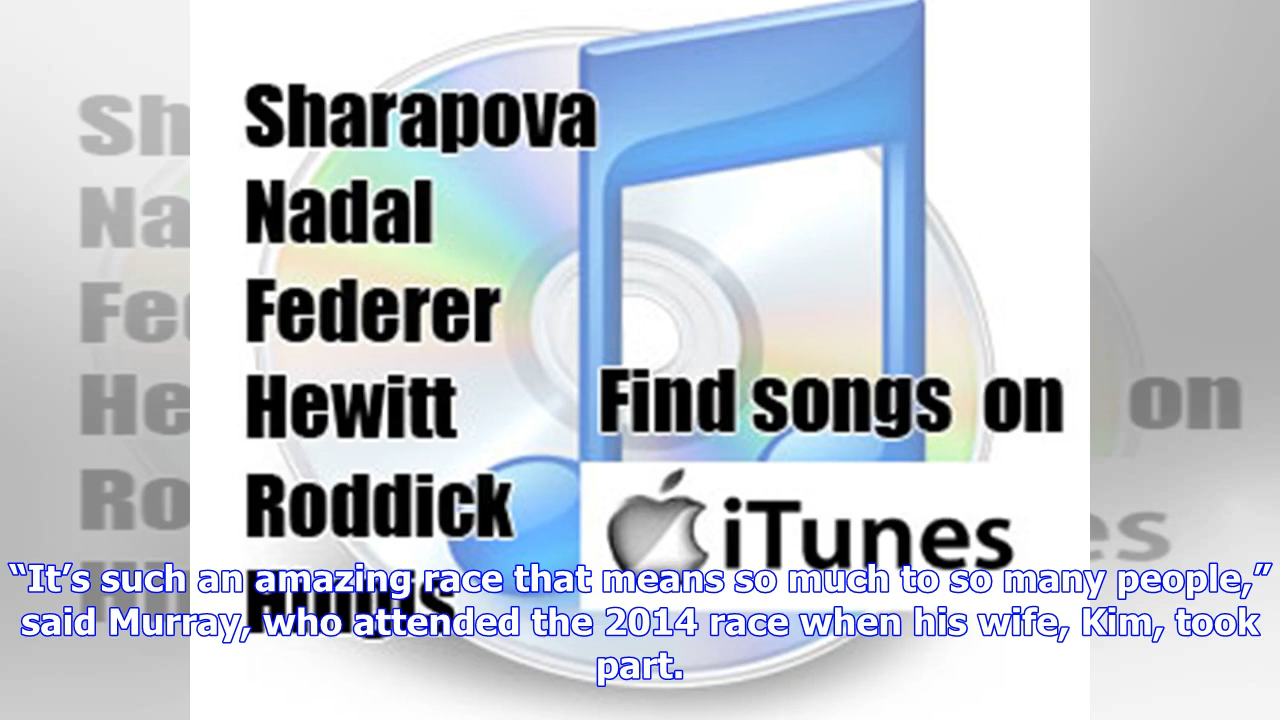 Sharapova
Nadal
Federer
Hewitt
Find songs on
Roddick
iTunes
“It’s such an amazing race that means so much to so many people,”
said Murray, who attended the 2014 race when his wife, Kim, took
part.